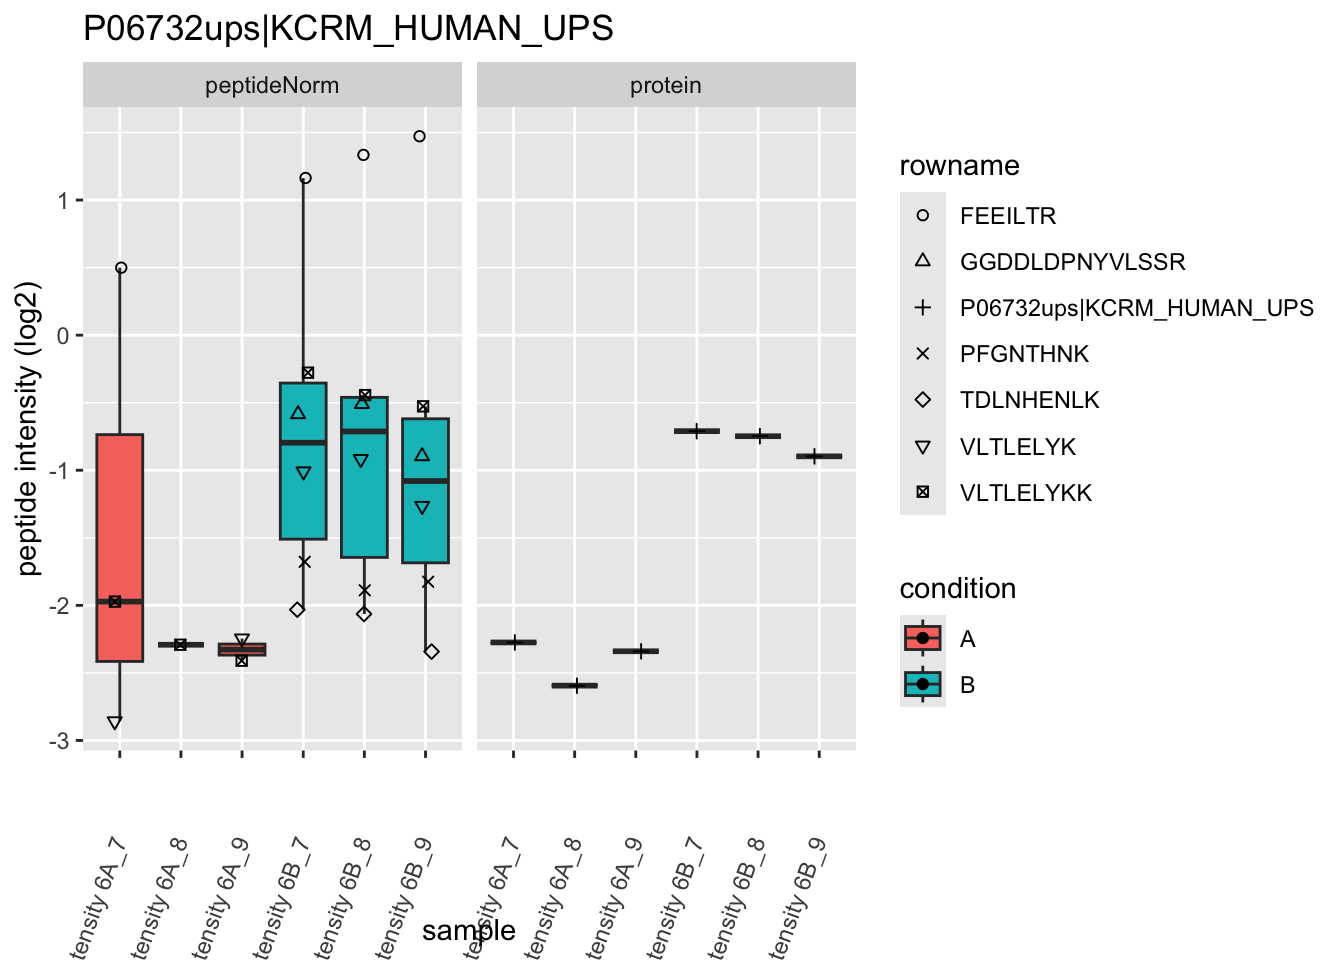 P06732ups|KCRM_HUMAN_UPS
peptideNorm
protein
peptide intensity (log2)
1
0
-1
-2
-3
tensity 6A_7
tensity 6A_8
tensity 6A_9
tensity 6B_7
tensity 6B_8
tensity 6B_9
tensity 6A_7
tensity 6A_8
tensity 6A_9
tensity 6B_7
tensity 6B_8
tensity 6B_9
sample
rowname
FEEILTR
GGDDLDPNYVLSSR
P06732ups|KCRM_HUMAN_UPS
PFGNTHNK
TDLNHENLK
VLTLELYK
VLTLELYKK
condition
A
B